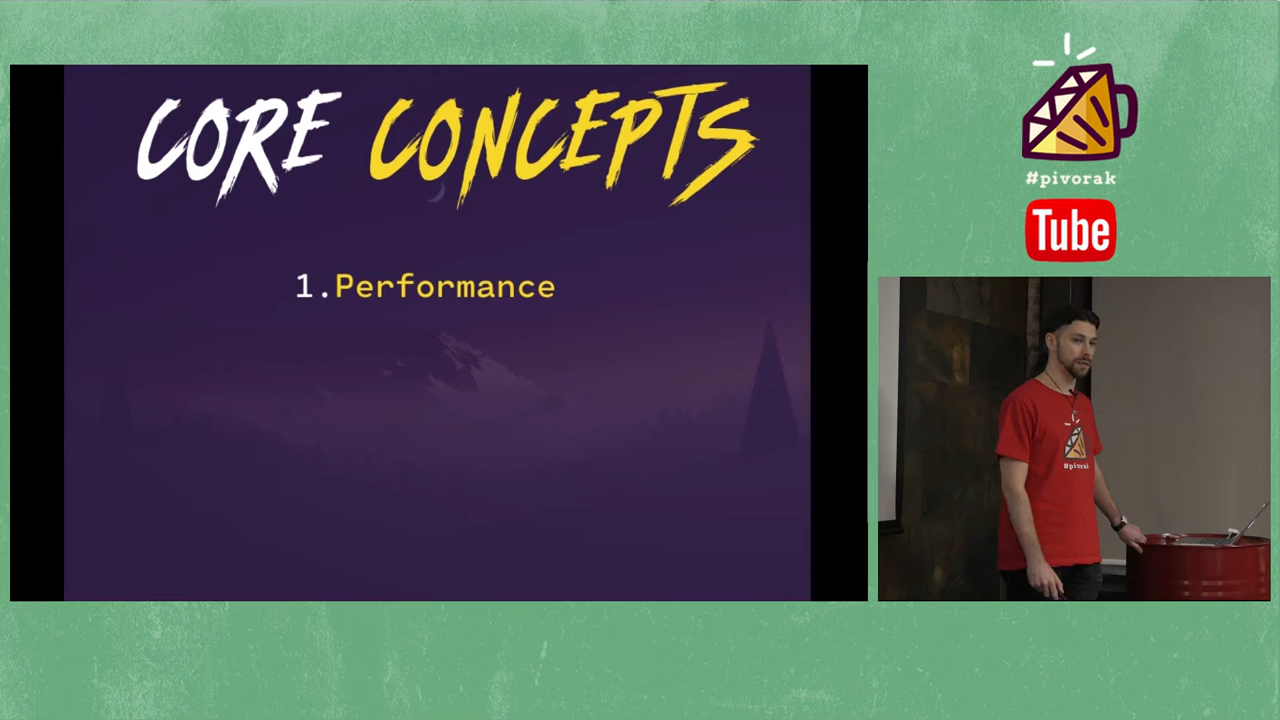 CORE CONCEPTS
1.Performance
#pivorak
Tube
#pivorak